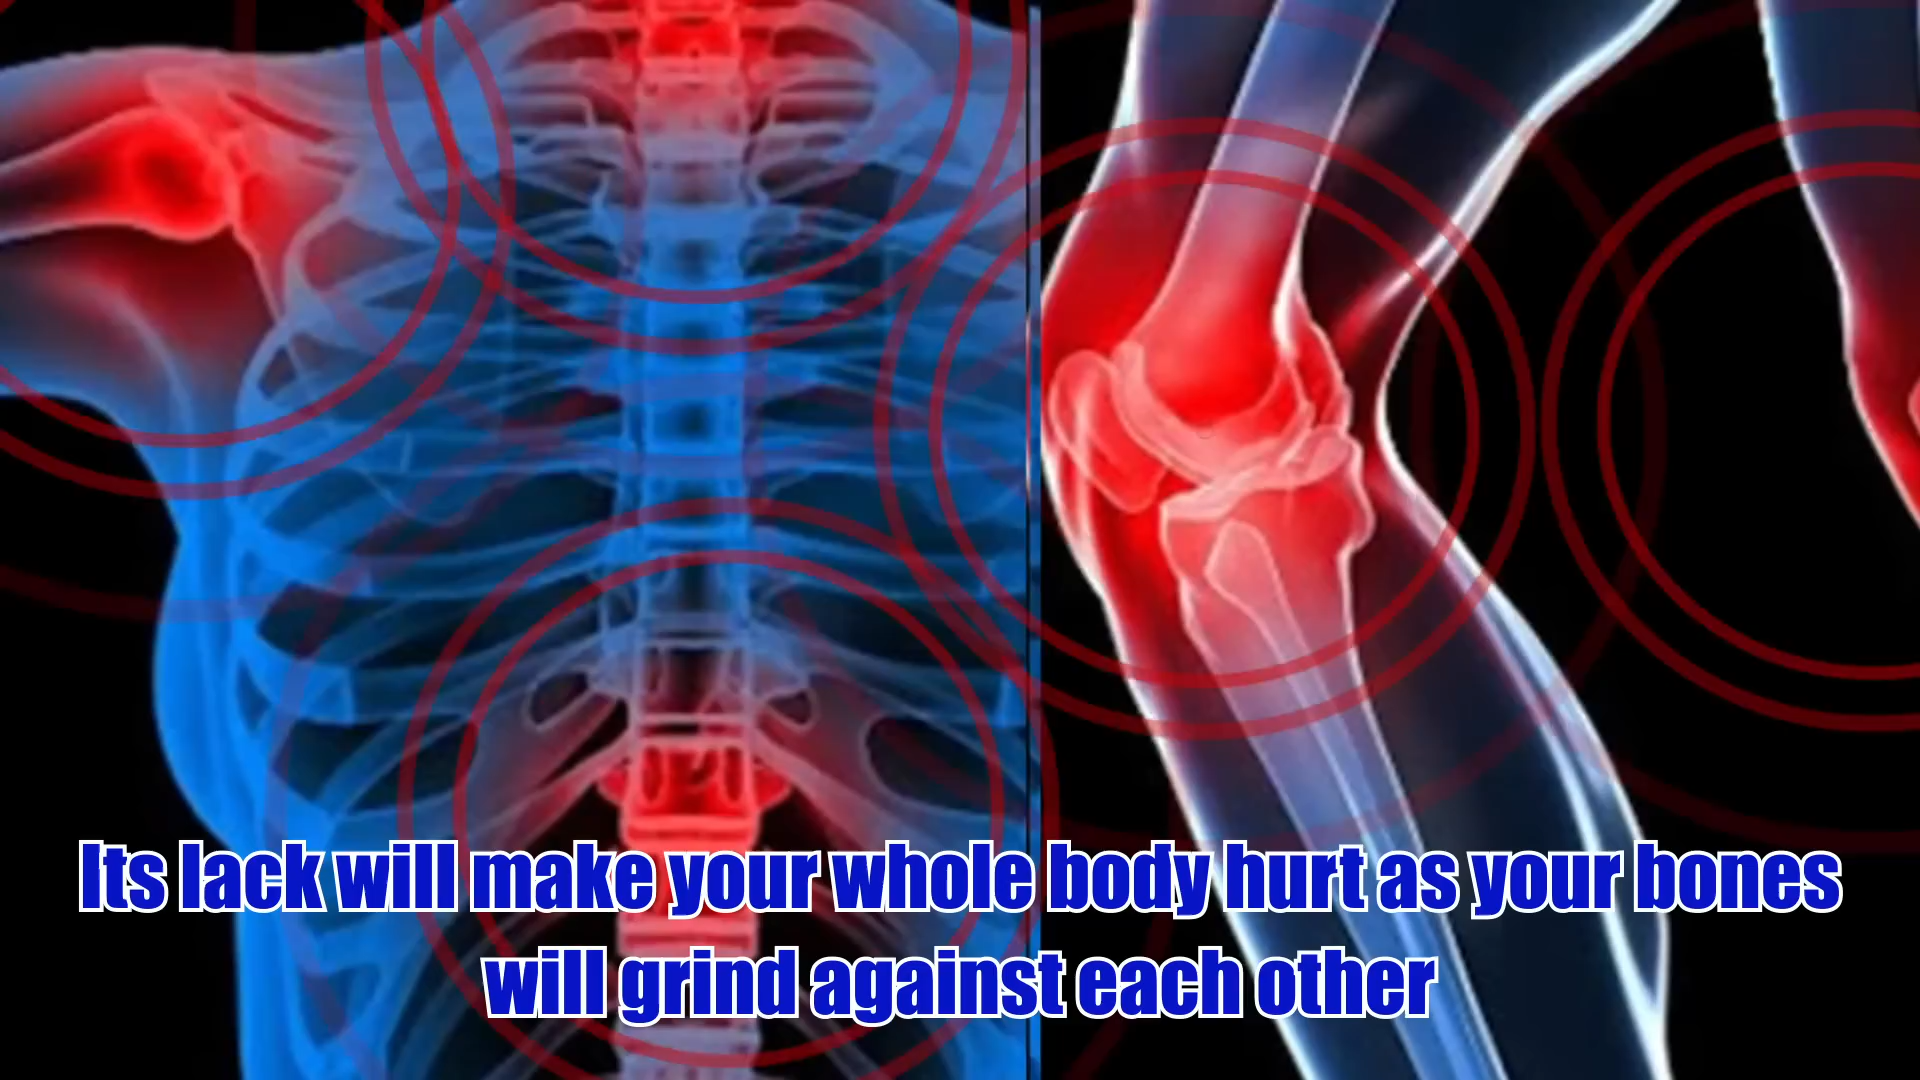 Its lack will make your whole body hurt as your bones
will grind against each other